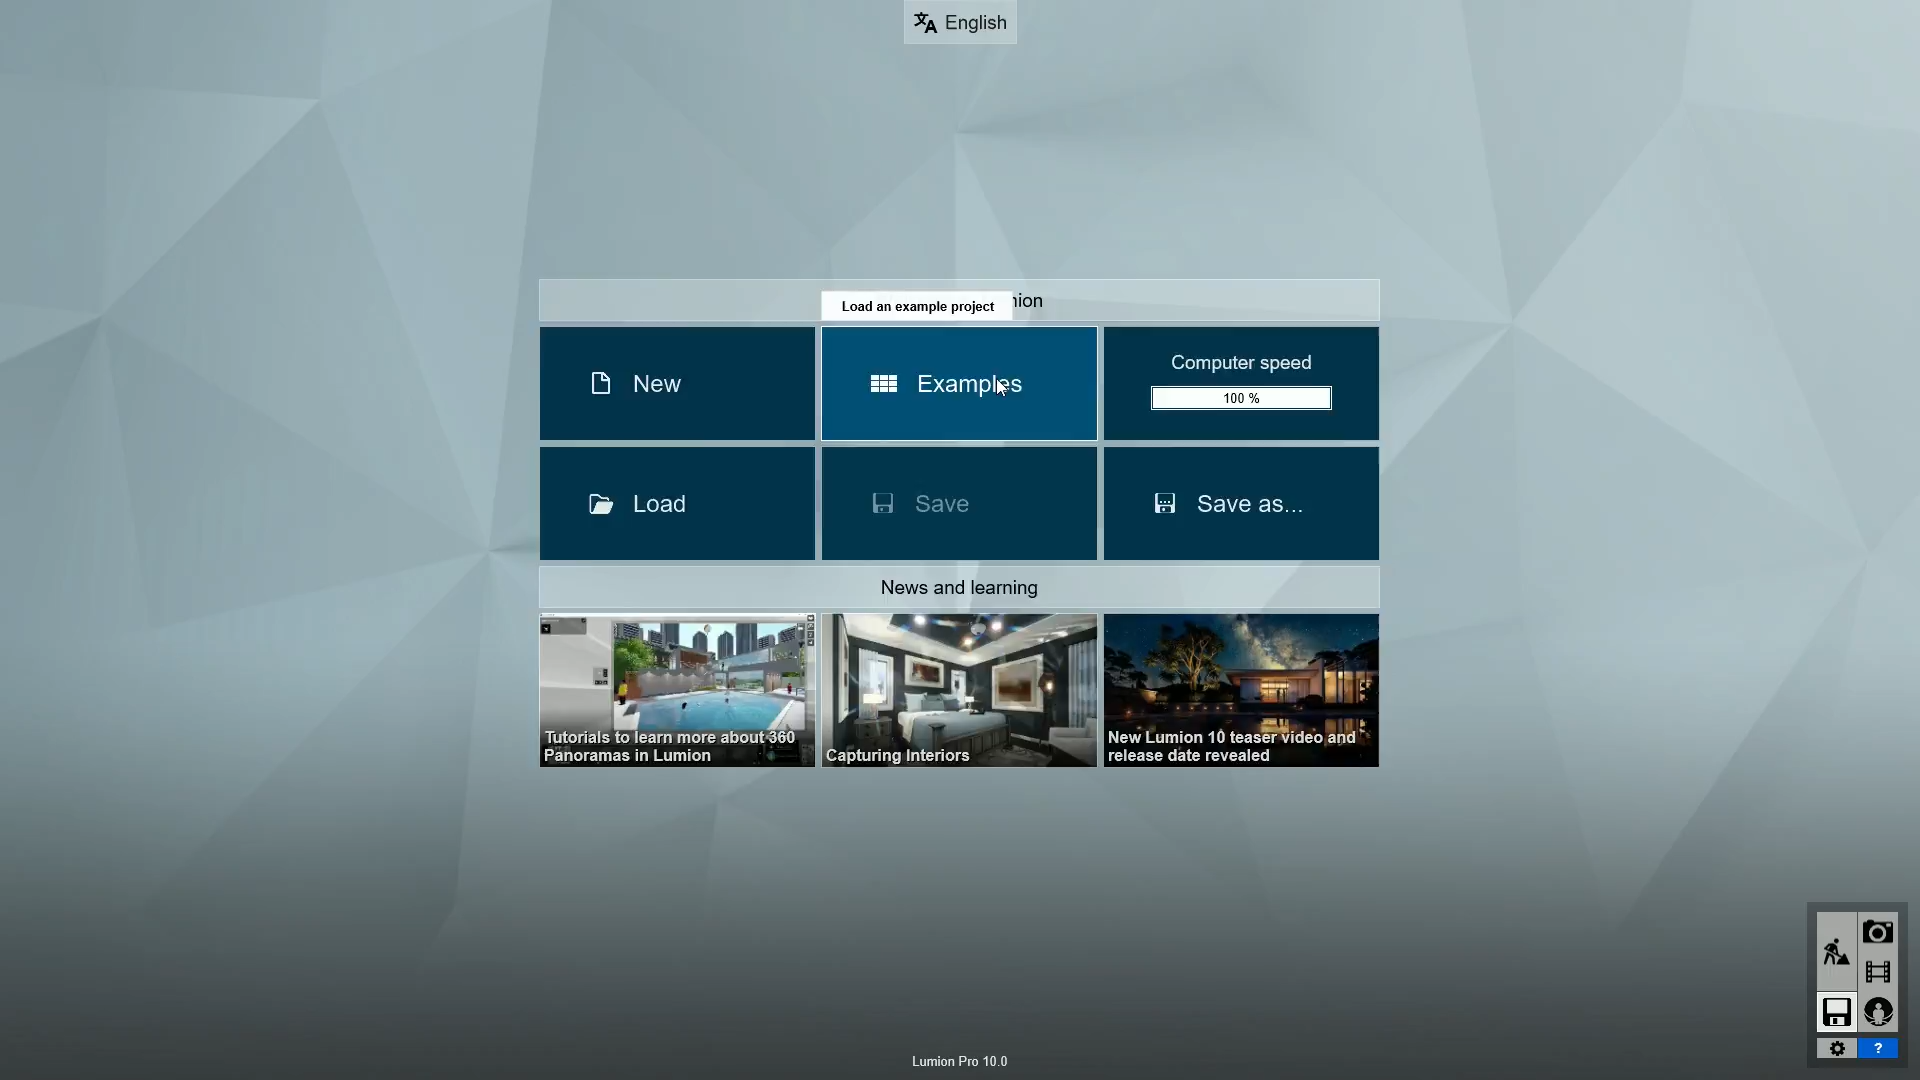 English
nion
Load an example project
New
Examples
Computer speed
100 %
Load
Save
Save as...
News and learning
Tutorials to learn more about 360
Panoramas in Lumion
Capturing Interiors
New Lumion 10 teaser video and
release date revealed
?
Lumion Pro 10.0